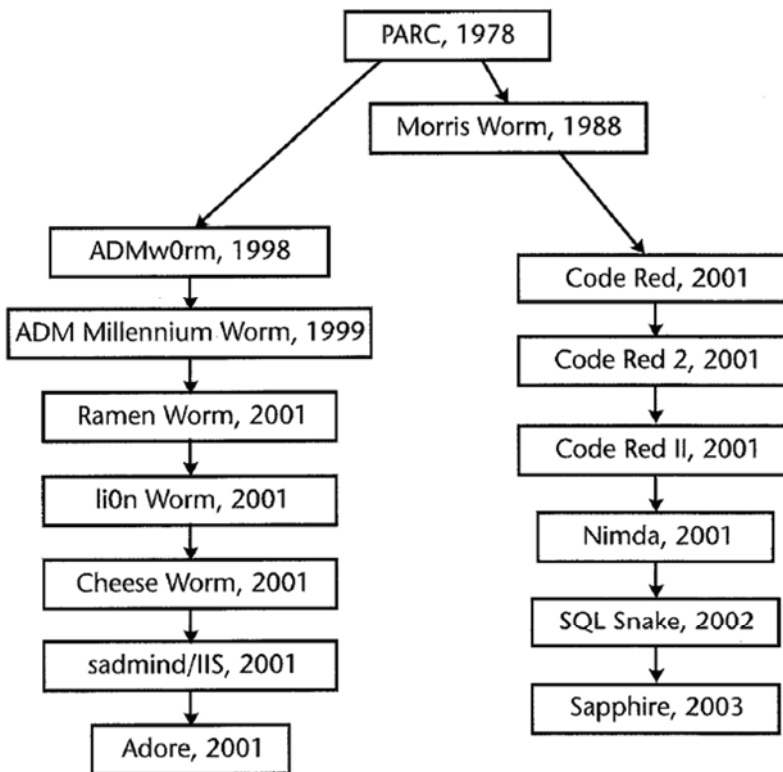 PARC, 1978
Morris Worm, 1988
ADMw0rm, 1998
ADM Millennium Worm, 1999
Ramen Worm, 2001
li0n Worm, 2001
Cheese Worm, 2001
sadmind/IIS, 2001
Adore, 2001
Code Red, 2001
Code Red 2, 2001
Code Red II, 2001
Nimda, 2001
SQL Snake, 2002
Sapphire, 2003